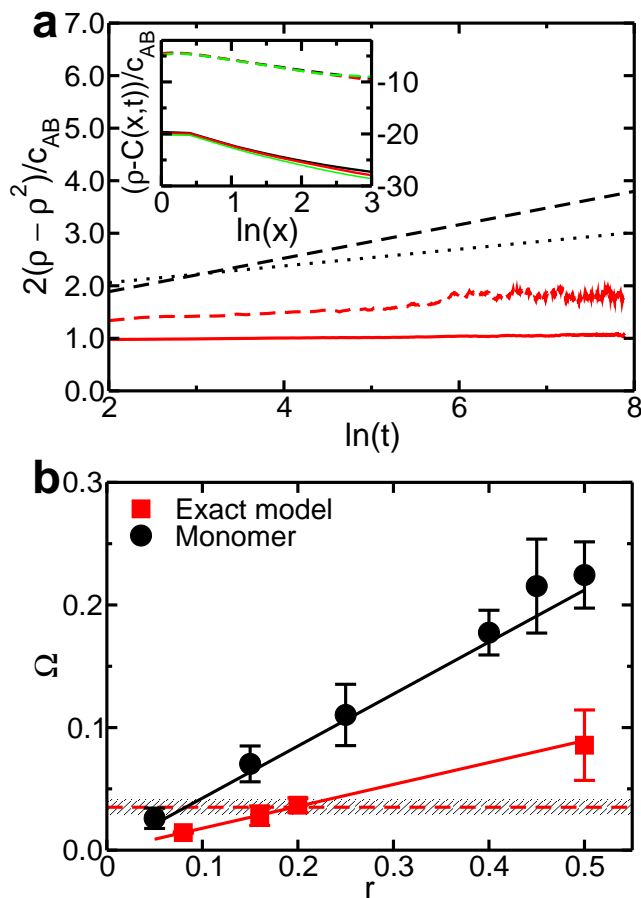 a
2(ρ − ρ²)/c_AB
7.0
6.0
5.0
4.0
3.0
2.0
1.0
0.0
2
4
6
8
ln(t)
(ρ-C(x,t))/c_AB
-10
-20
-30
0
1
2
3
ln(x)
b
Exact model
Monomer
Ω
0.3
0.2
0.1
0.0
0.1
0.2
0.3
0.4
0.5
r